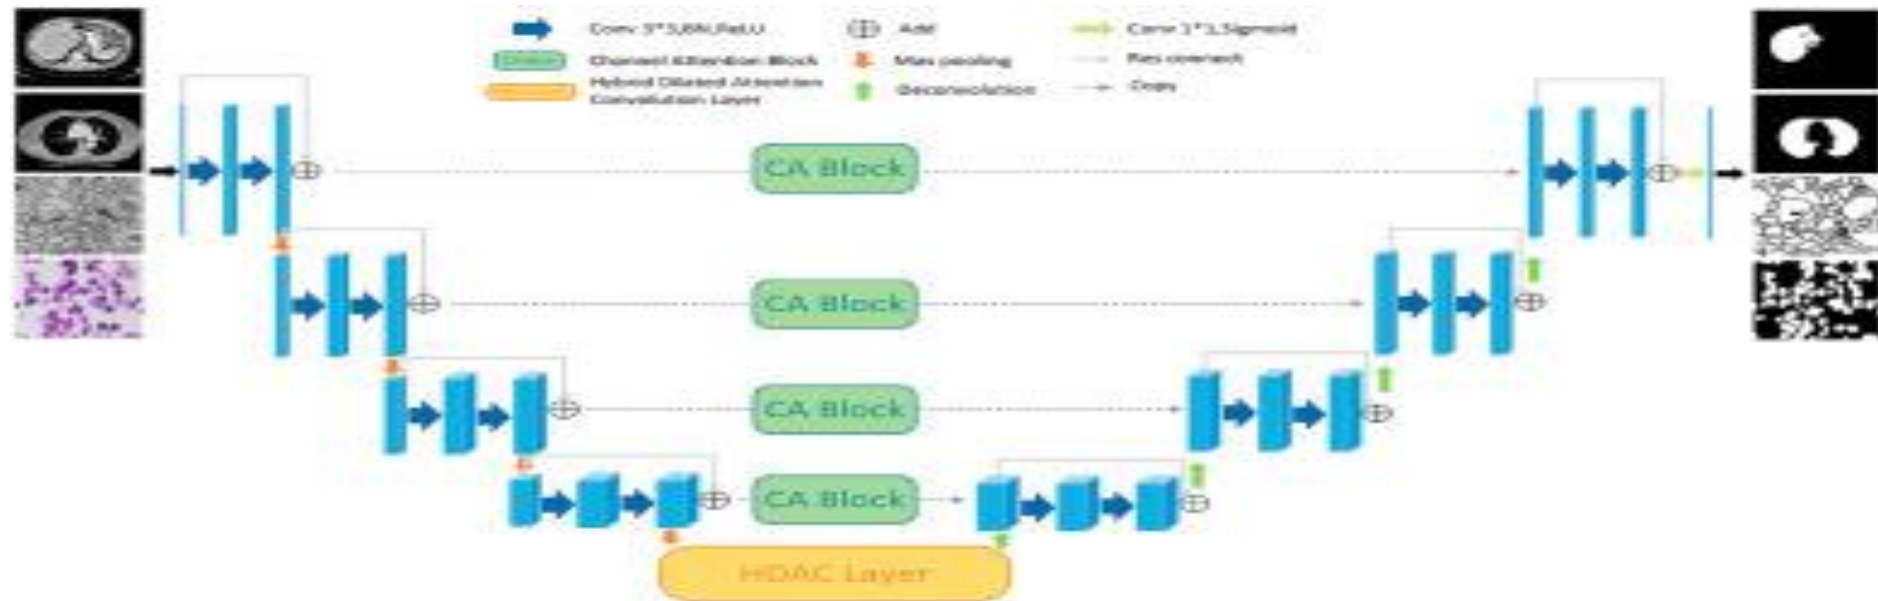 Conv 3*3,BN,ReLU
Add
Conv 1*1,Sigmoid
Channel Attention Block
Max pooling
Res connect
Hybrid Dilated Attention
Convolution Layer
Deconvolution
Copy
CA Block
CA Block
CA Block
CA Block
HDAC Layer